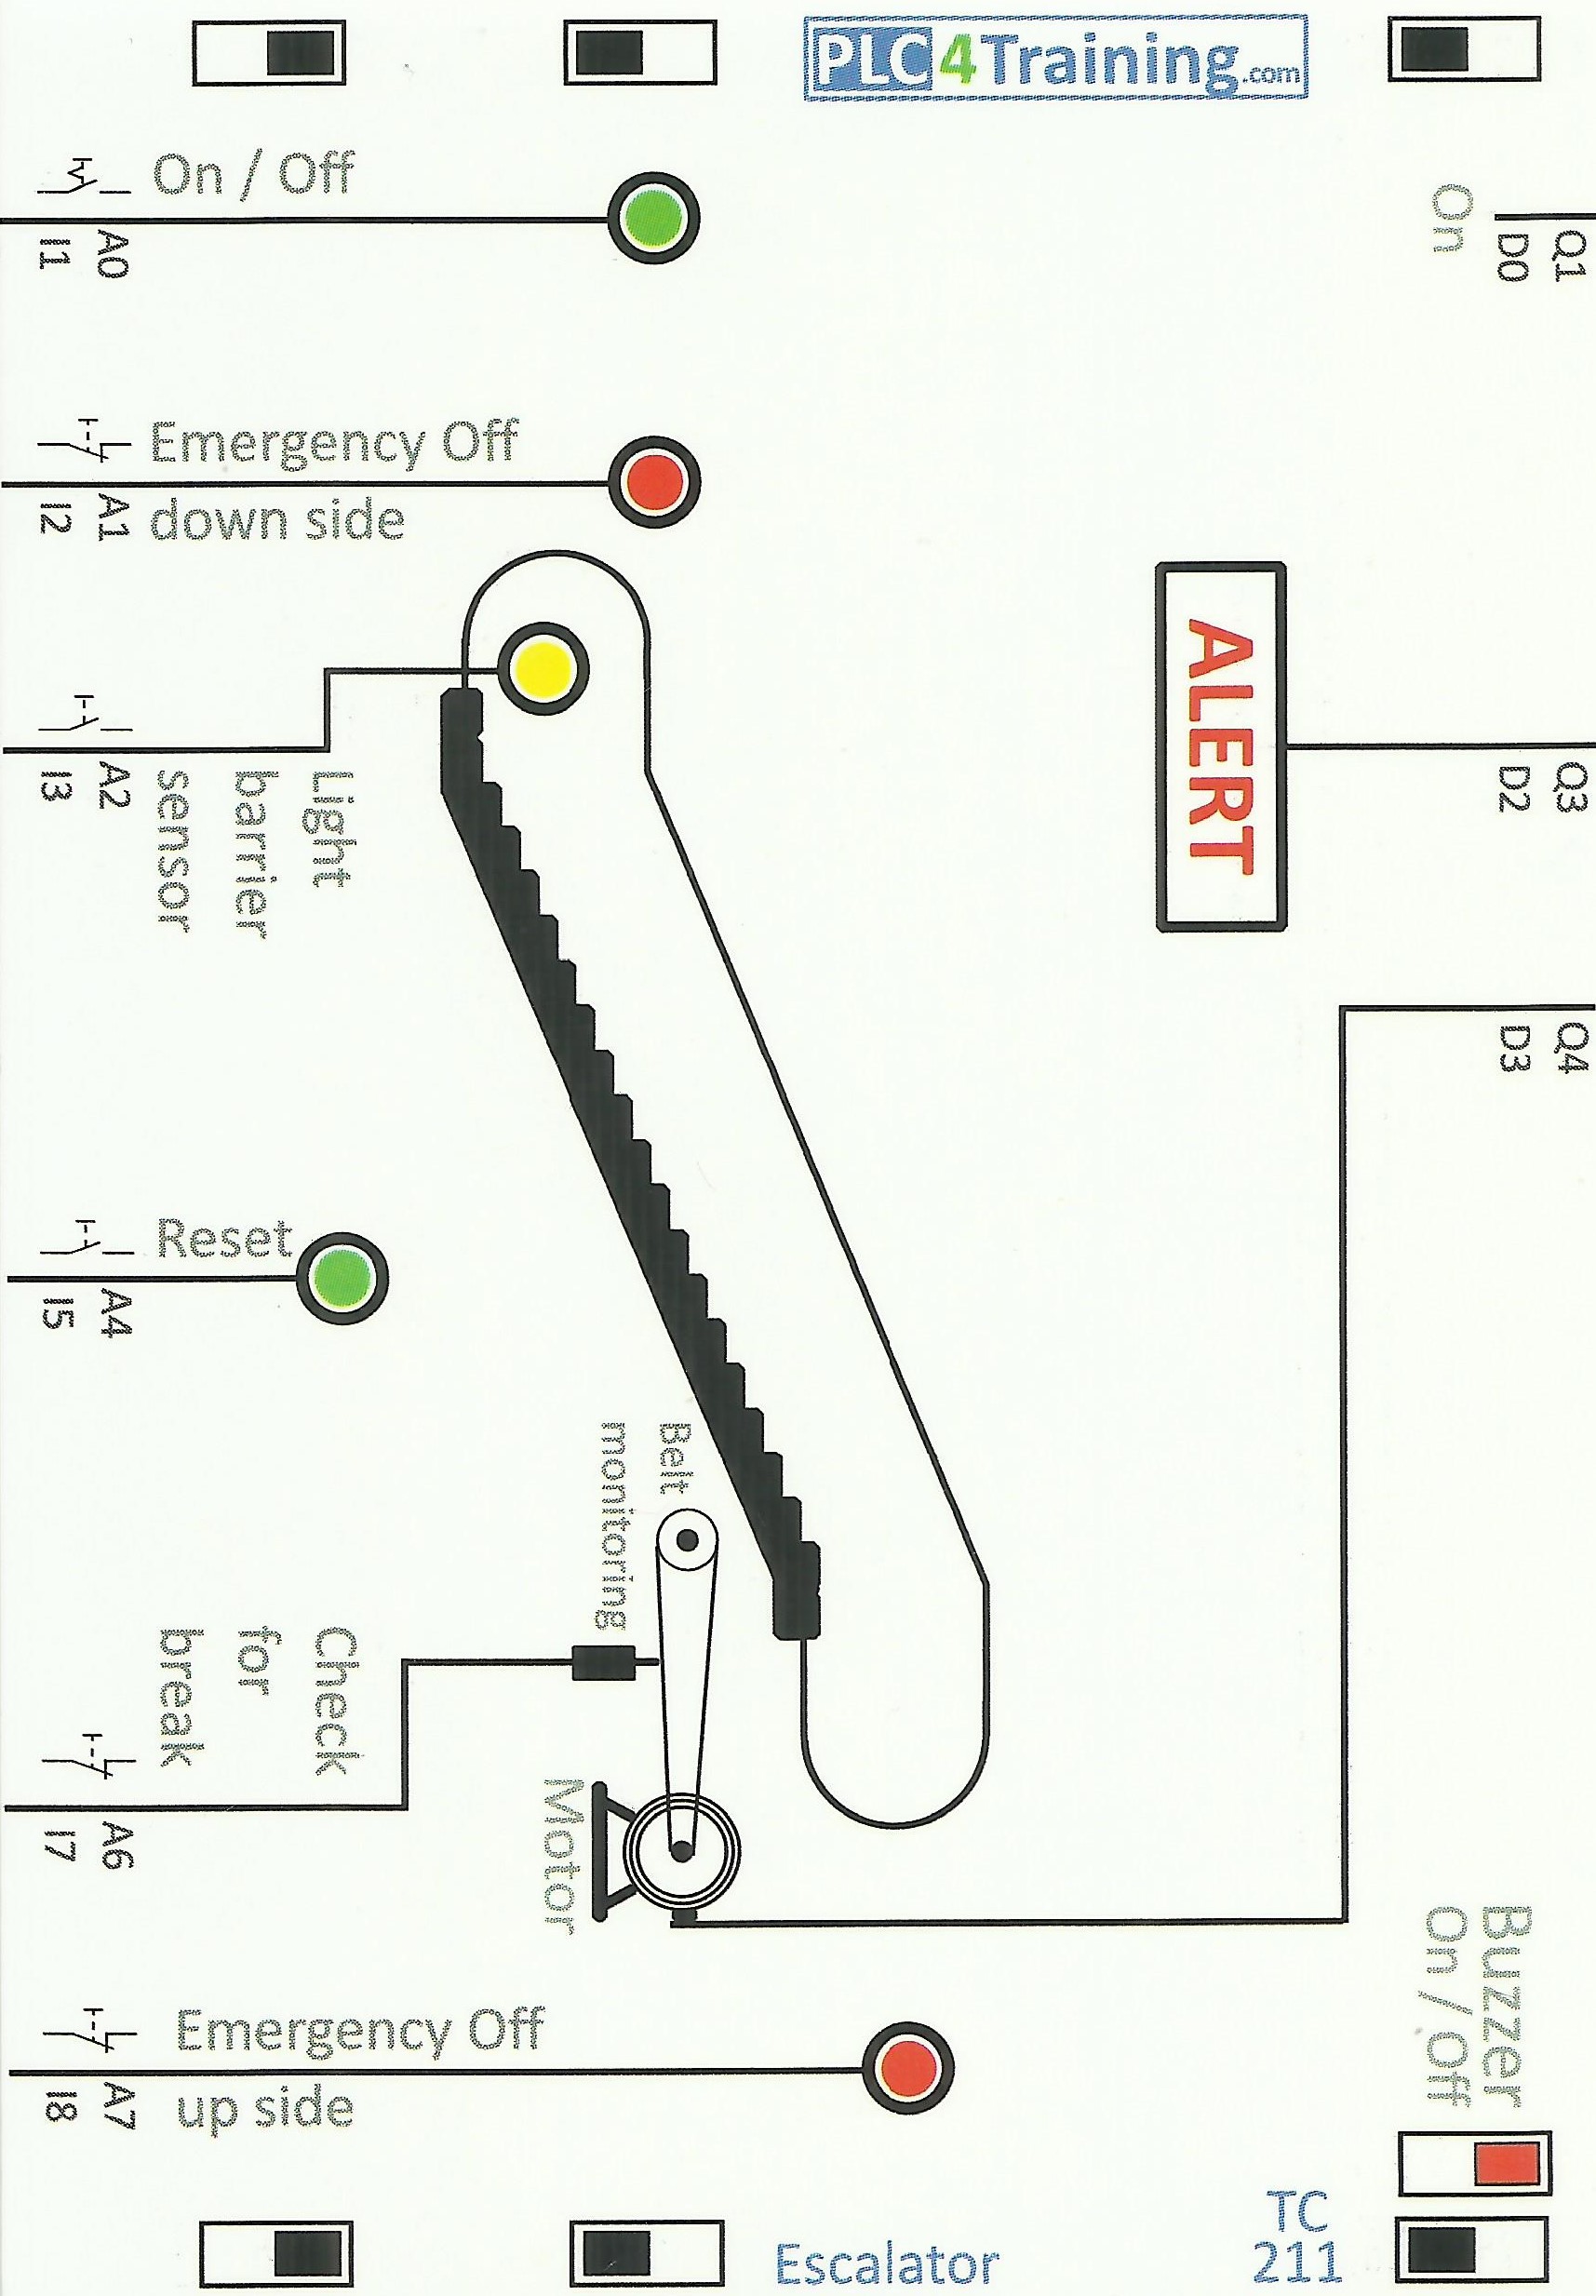 Q1
D0
On
Q3
D2
Q4
D3
Buzzer
On / Off
TC
211
ALERT
PLC4Training.com
Escalator
Belt
monitoring
Motor
On / Off
Emergency Off
down side
Light
barrier
sensor
Reset
Check
for
break
Emergency Off
up side
A0
I1
A1
I2
A2
I3
A4
I5
A6
I7
A7
I8